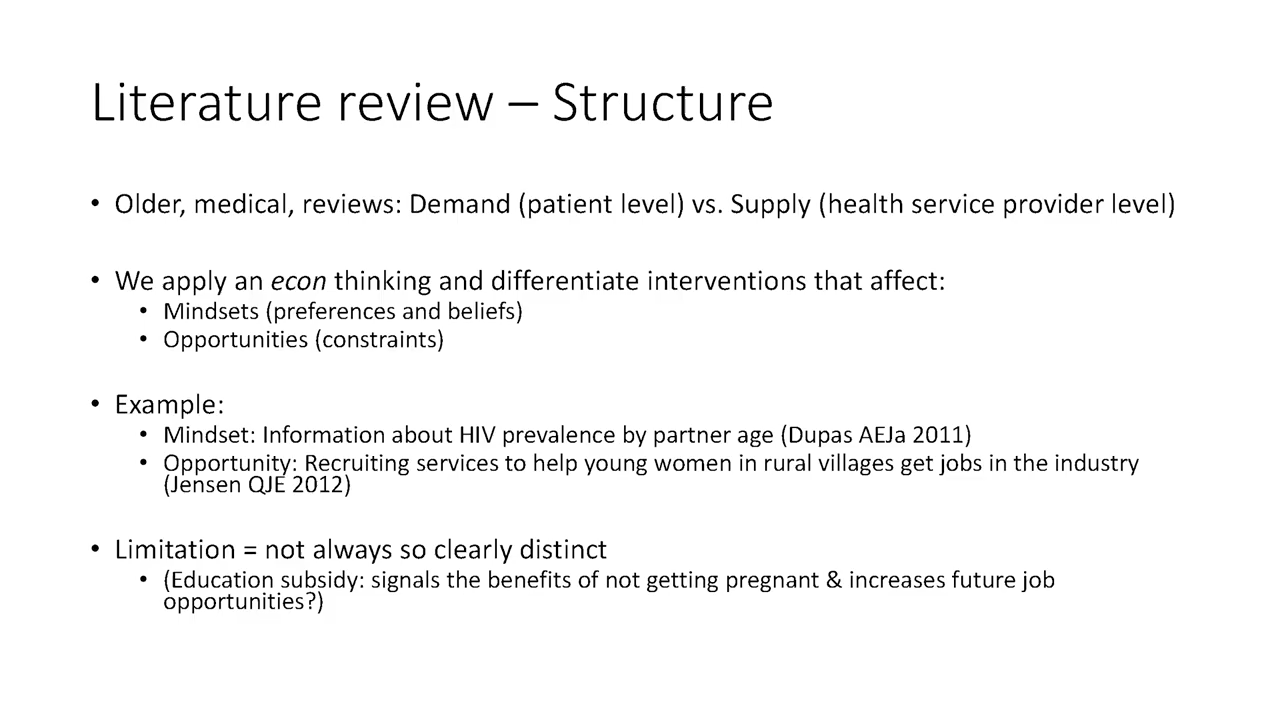 Literature review – Structure
• Older, medical, reviews: Demand (patient level) vs. Supply (health service provider level)
• We apply an econ thinking and differentiate interventions that affect:
• Mindsets (preferences and beliefs)
• Opportunities (constraints)
• Example:
• Mindset: Information about HIV prevalence by partner age (Dupas AEJa 2011)
• Opportunity: Recruiting services to help young women in rural villages get jobs in the industry
(Jensen QJE 2012)
• Limitation = not always so clearly distinct
• (Education subsidy: signals the benefits of not getting pregnant & increases future job
opportunities?)